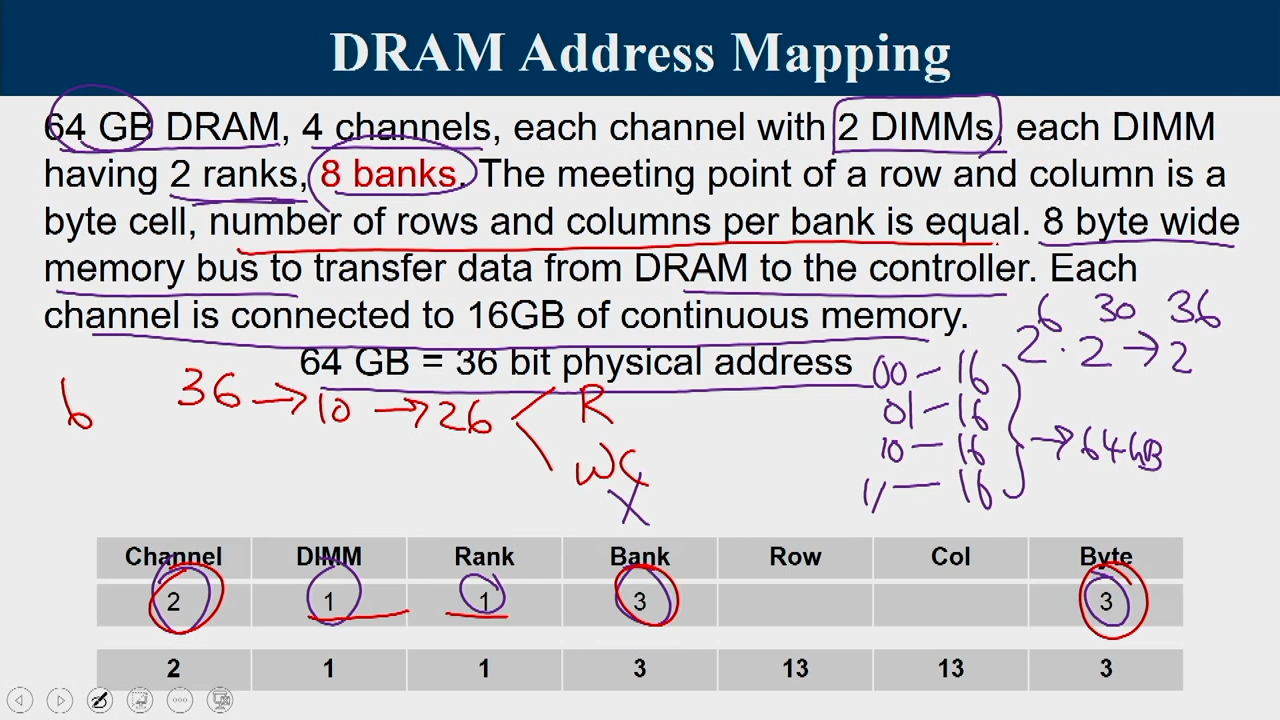 DRAM Address Mapping
64 GB DRAM, 4 channels, each channel with 2 DIMMs, each DIMM
having 2 ranks, 8 banks. The meeting point of a row and column is a
byte cell, number of rows and columns per bank is equal. 8 byte wide
memory bus to transfer data from DRAM to the controller. Each
channel is connected to 16GB of continuous memory.
64 GB = 36 bit physical address
2^6 · 2^30 → 2^36
b 36 → 10 → 26 R
WC
X
00 — 16
01 — 16
10 — 16
11 — 16
→ 64 GB
Channel DIMM Rank Bank Row Col Byte
2 1 1 3 3
2 1 1 3 13 13 3